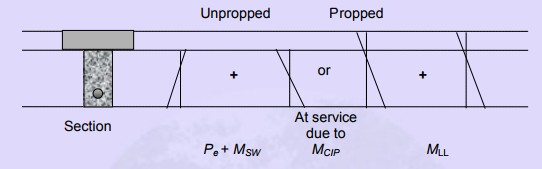 Unpropped Propped
+ or +
Section
At service
due to
Pe + MSW MCIP MLL